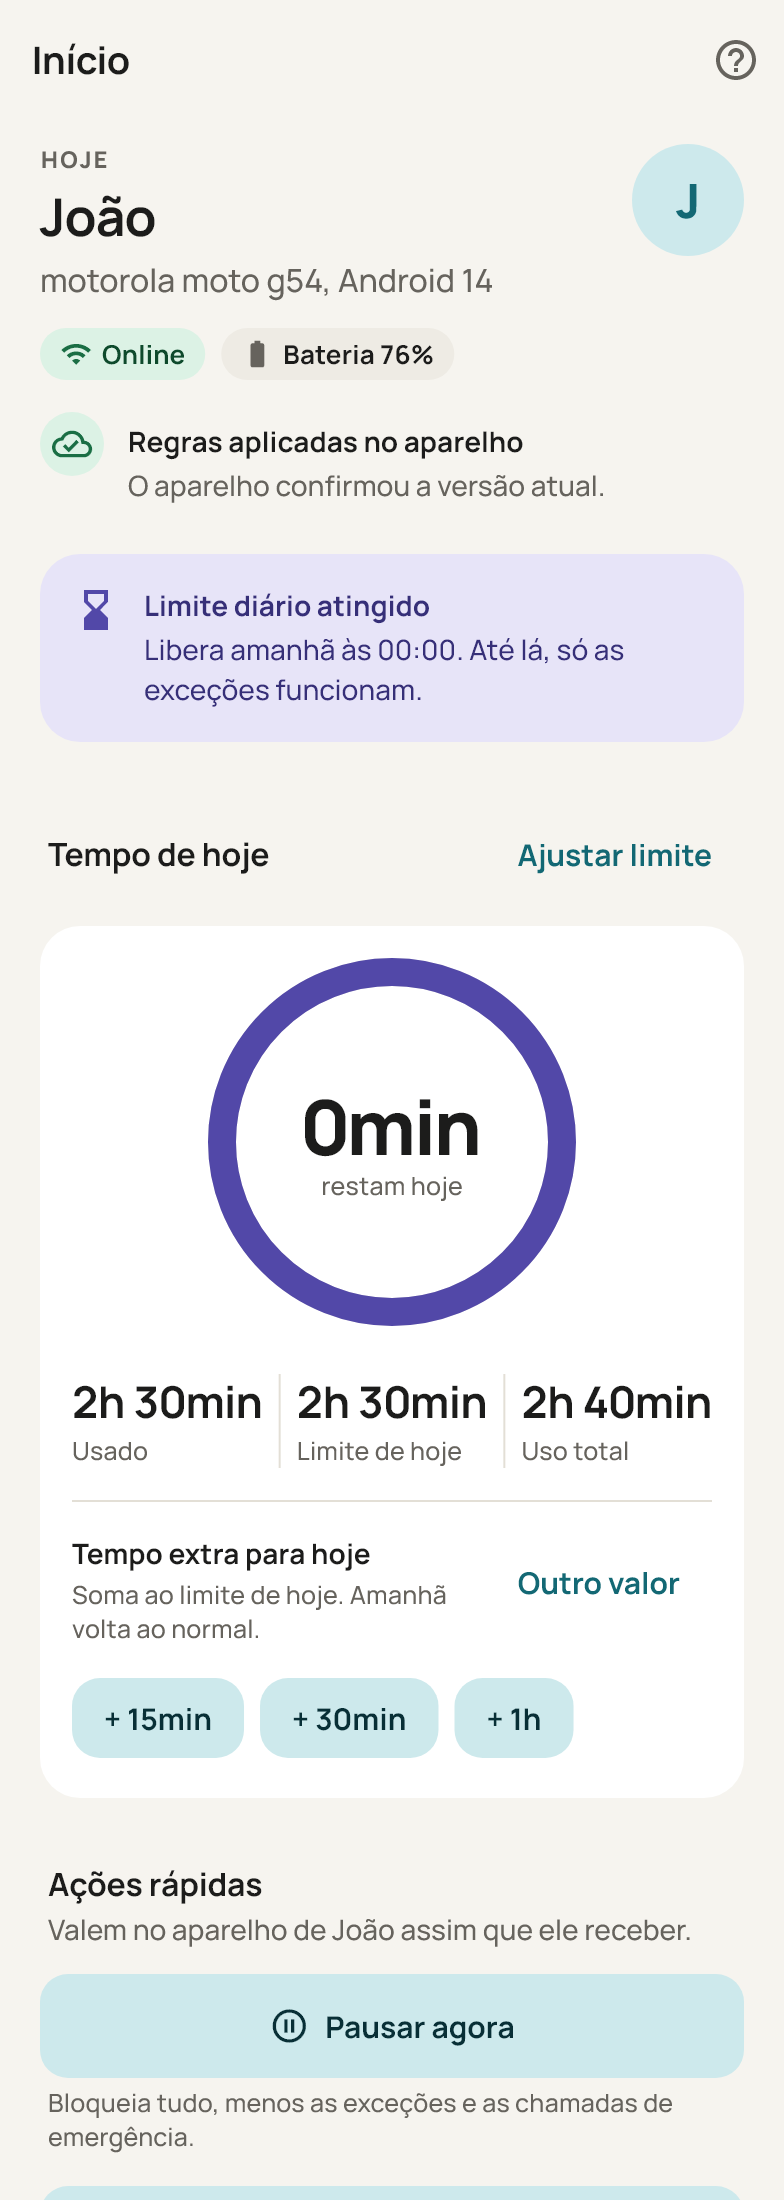 Início
HOJE
João
J
motorola moto g54, Android 14
Online
Bateria 76%
Regras aplicadas no aparelho
O aparelho confirmou a versão atual.
Limite diário atingido
Libera amanhã às 00:00. Até lá, só as
exceções funcionam.
Tempo de hoje
Ajustar limite
0min
restam hoje
2h 30min
Usado
2h 30min
Limite de hoje
2h 40min
Uso total
Tempo extra para hoje
Soma ao limite de hoje. Amanhã
volta ao normal.
Outro valor
+ 15min
+ 30min
+ 1h
Ações rápidas
Valem no aparelho de João assim que ele receber.
Pausar agora
Bloqueia tudo, menos as exceções e as chamadas de
emergência.